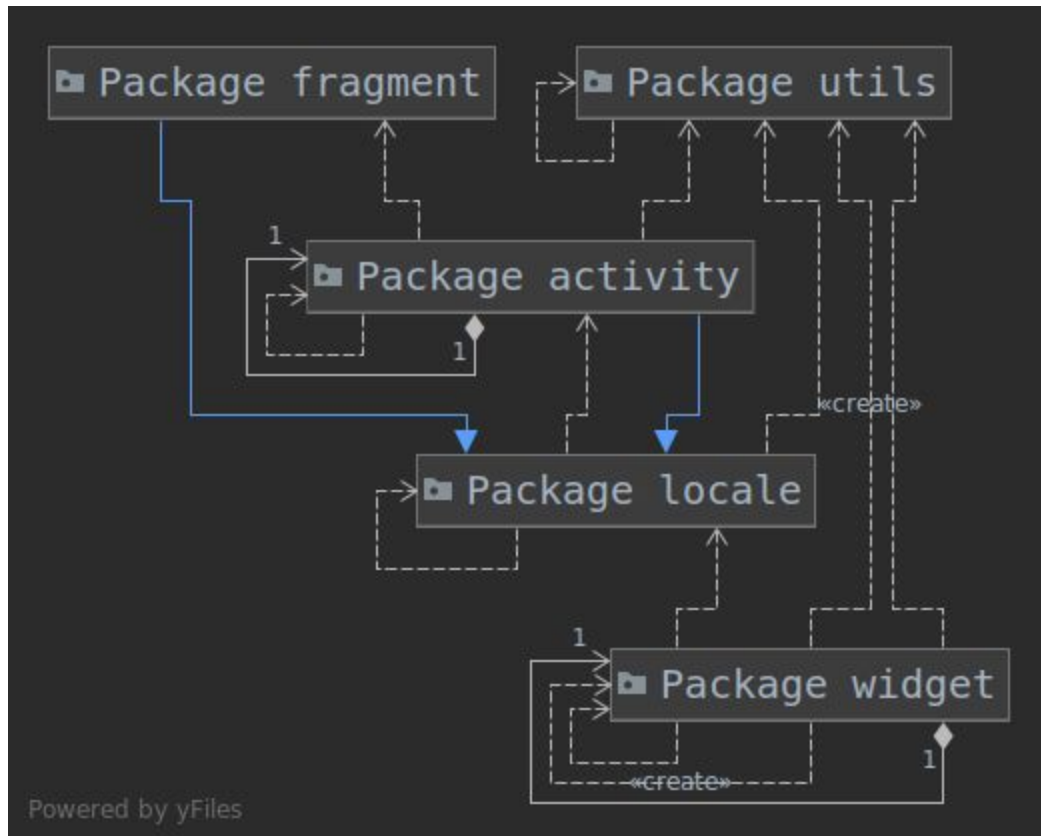 Package fragment
Package utils
1
Package activity
1
«create»
Package locale
1
Package widget
1
«create»
Powered by yFiles